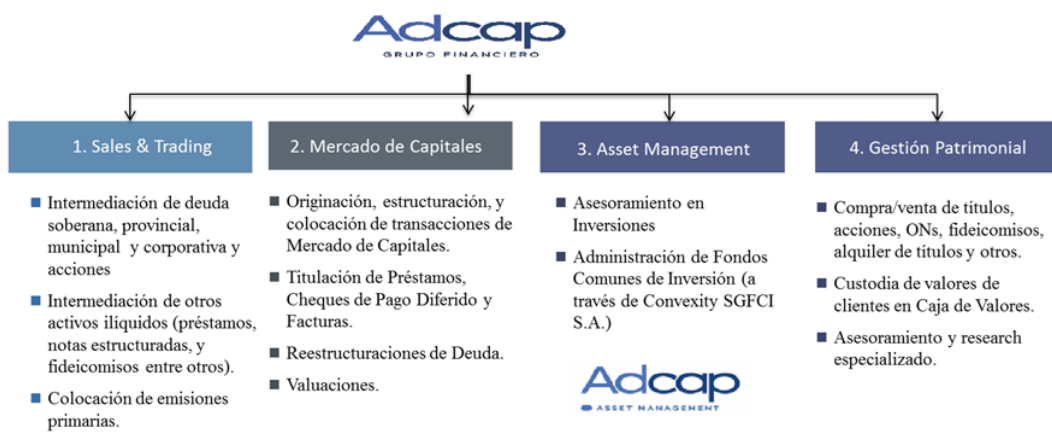 Adcap
GRUPO FINANCIERO
1. Sales & Trading
Intermediación de deuda
soberana, provincial,
municipal y corporativa y
acciones
Intermediación de otros
activos ilíquidos (préstamos,
notas estructuradas, y
fideicomisos entre otros).
Colocación de emisiones
primarias.
2. Mercado de Capitales
Originación, estructuración, y
colocación de transacciones de
Mercado de Capitales.
Titulación de Préstamos,
Cheques de Pago Diferido y
Facturas.
Reestructuraciones de Deuda.
Valuaciones.
3. Asset Management
Asesoramiento en
Inversiones
Administración de Fondos
Comunes de Inversión (a
través de Convexity SGFCI
S.A.)
Adcap
ASSET MANAGEMENT
4. Gestión Patrimonial
Compra/venta de títulos,
acciones, ONs, fideicomisos,
alquiler de títulos y otros.
Custodia de valores de
clientes en Caja de Valores.
Asesoramiento y research
especializado.